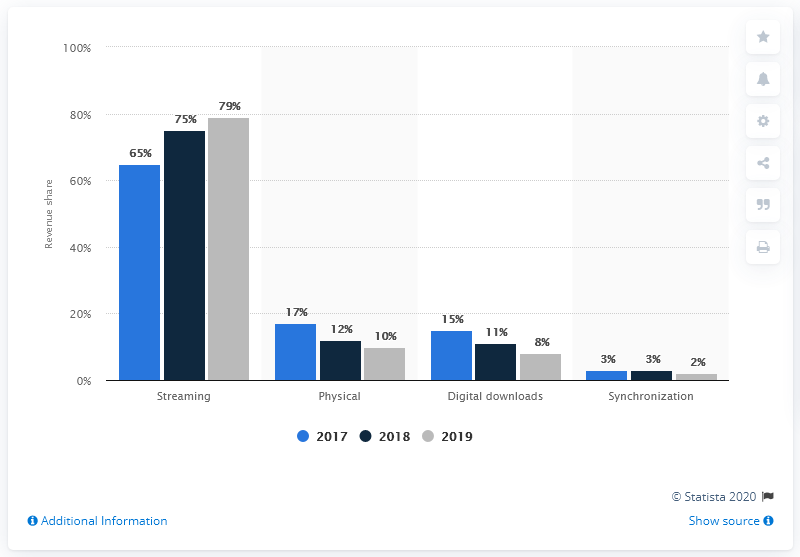 100%
80%
60%
40%
20%
0%
Revenue share
65%
75%
79%
17%
12%
10%
15%
11%
8%
3%
3%
2%
Streaming
Physical
Digital downloads
Synchronization
2017
2018
2019
© Statista 2020
Additional Information
Show source